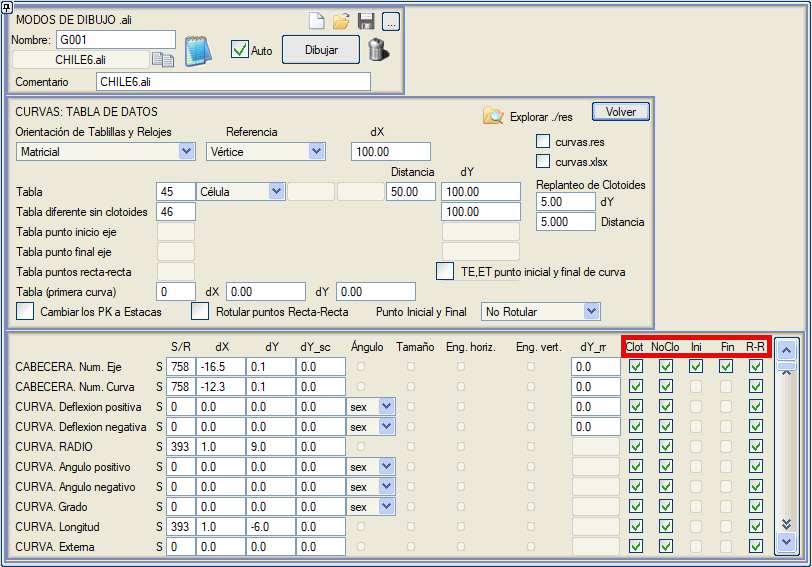 MODOS DE DIBUJO .ali
...
Nombre: G001
Auto Dibujar
CHILE6.ali
Comentario CHILE6.ali
CURVAS: TABLA DE DATOS
Explorar ./res Volver
Orientación de Tablillas y Relojes Referencia dX
Matricial Vértice 100.00
curvas.res
curvas.xlsx
Distancia dY Replanteo de Clotoides
Tabla 45 Célula 50.00 100.00
5.00 dY
Tabla diferente sin clotoides 46 100.00
5.000 Distancia
Tabla punto inicio eje
Tabla punto final eje
Tabla puntos recta-recta TE,ET punto inicial y final de curva
Tabla (primera curva) 0 dX 0.00 dY 0.00
Cambiar los PK a Estacas Rotular puntos Recta-Recta Punto Inicial y Final No Rotular
S/R dX dY dY_sc Ángulo Tamaño Eng. horiz. Eng. vert. dY_rr Clot NoClo Ini Fin R-R
CABECERA. Num. Eje S 758 -16.5 0.1 0.0 0.0
CABECERA. Num. Curva S 758 -12.3 0.1 0.0 0.0
CURVA. Deflexion positiva S 0 0.0 0.0 0.0 sex 0.0
CURVA. Deflexion negativa S 0 0.0 0.0 0.0 sex 0.0
CURVA. RADIO S 393 1.0 9.0 0.0
CURVA. Angulo positivo S 0 0.0 0.0 0.0 sex
CURVA. Angulo negativo S 0 0.0 0.0 0.0 sex
CURVA. Grado S 0 0.0 0.0 0.0 sex
CURVA. Longitud S 393 1.0 -6.0 0.0
CURVA. Externa S 0 0.0 0.0 0.0